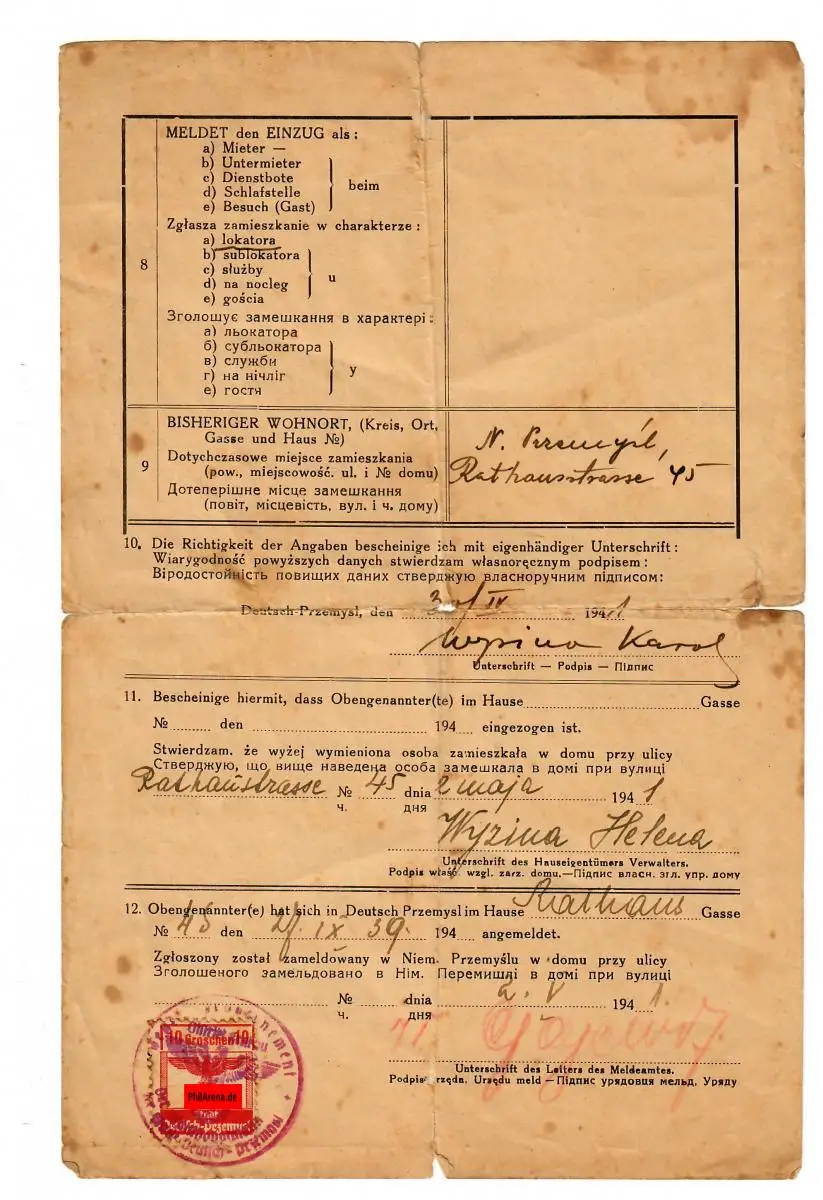 MELDET den EINZUG als :
a) Mieter —
b) Untermieter
c) Dienstbote
d) Schlafstelle
e) Besuch (Gast)
beim
Zgłasza zamieszkanie w charakterze :
a) lokatora
b) sublokatora
c) służby
d) na nocleg
e) gościa
u
8
Зголошує замешкання в характері :
а) льокатора
б) субльокатора
в) служби
г) на нічліг
е) гостя
у
BISHERIGER WOHNORT, (Kreis, Ort,
Gasse und Haus №)
9
Dotychczasowe miejsce zamieszkania
(pow., miejscowość. ul. i № domu)
Дотеперішне місце замешкання
(повіт, місцевість, вул. і ч. дому)
N. Przemyśl,
Rathausstrasse 45
10. Die Richtigkeit der Angaben bescheinige ich mit eigenhändiger Unterschrift :
Wiarygodność powyższych danych stwierdzam własnoręcznym podpisem :
Віродостойність повищих даних стверджую власноручним підписом:
Deutsch-Przemysl, den IV 1941
Wyzina Karol
Unterschrift — Podpis — Підпис
11. Bescheinige hiermit, dass Obengenannter(te) im Hause Gasse
№ den 194 eingezogen ist.
Stwierdzam. że wyżej wymieniona osoba zamieszkała w domu przy ulicy
Стверджую, що вище наведена особа замешкала в домі при вулиці
Rathaustrasse № 45 dnia 2 maja 1941
ч. дня
Wyzina Helena
Unterschrift des Hauseigentümers Verwalters.
Podpis właśc. wzgl. zarz. domu.—Підпис власн. згл. упр. дому
12. Obengenannter(e) hat sich in Deutsch Przemysl im Hause Rathaus Gasse
№ 45 den IX 39. 194 angemeldet.
Zgłoszony został zameldowany w Niem. Przemyślu w domu przy ulicy
Зголошеного замельдовано в Нім. Перемишлі в домі при вулиці
№ dnia 2. V 1941.
ч. дня
Unterschrift des Leiters des Meldeamtes.
Podpis urzędn. Urzędu meld — Підпис урядовця мельд. Уряду
10 Groschen 10
PhilArena.de
Stadt
Deutsch-Przemysl